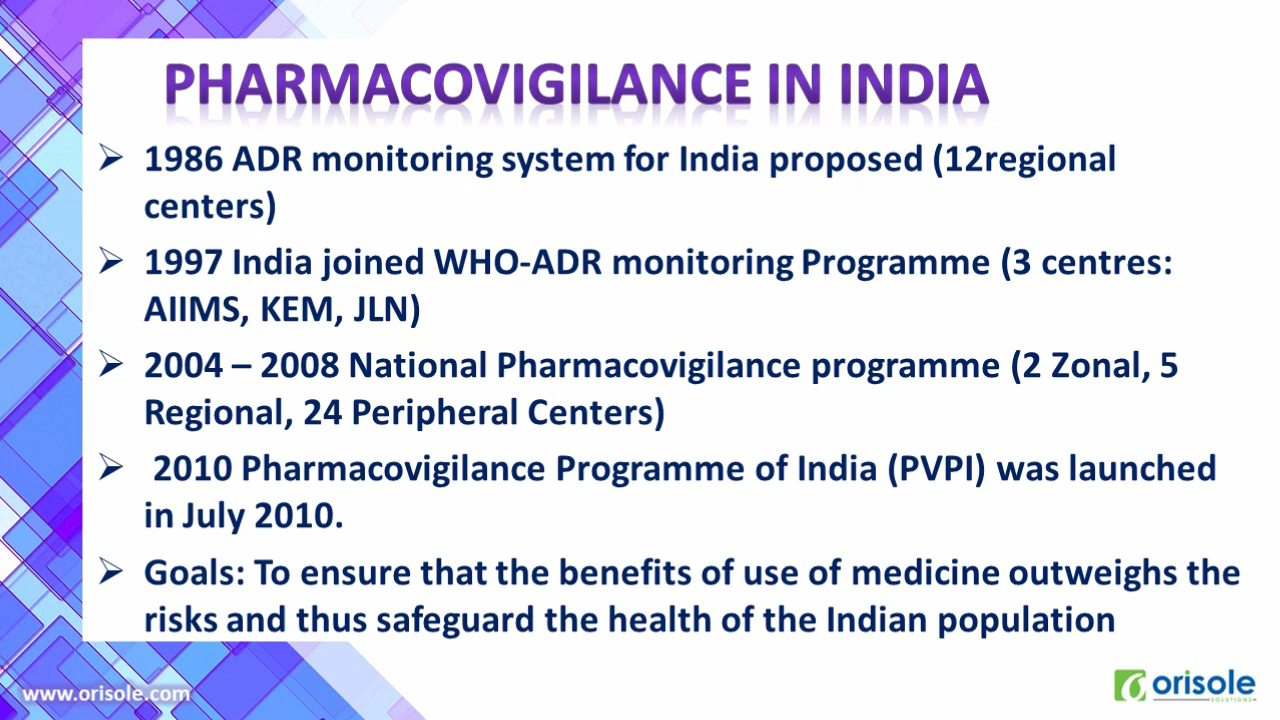 PHARMACOVIGILANCE IN INDIA
➢ 1986 ADR monitoring system for India proposed (12regional
centers)
➢ 1997 India joined WHO-ADR monitoring Programme (3 centres:
AIIMS, KEM, JLN)
➢ 2004 – 2008 National Pharmacovigilance programme (2 Zonal, 5
Regional, 24 Peripheral Centers)
➢ 2010 Pharmacovigilance Programme of India (PVPI) was launched
in July 2010.
➢ Goals: To ensure that the benefits of use of medicine outweighs the
risks and thus safeguard the health of the Indian population
www.orisole.com
orisole
SOLUTIONS